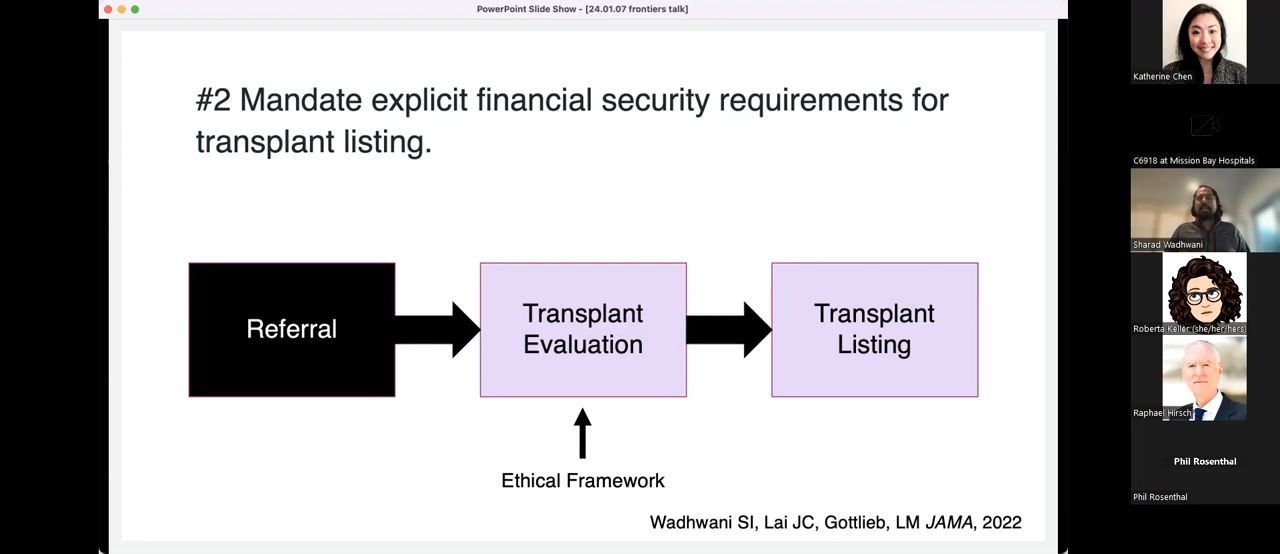 PowerPoint Slide Show - [24.01.07 frontiers talk]
#2 Mandate explicit financial security requirements for
transplant listing.
Referral
Transplant
Evaluation
Transplant
Listing
Ethical Framework
Wadhwani SI, Lai JC, Gottlieb, LM JAMA, 2022
Katherine Chen
C6918 at Mission Bay Hospitals
Sharad Wadhwani
Roberta Keller (she/her/hers)
Raphael Hirsch
Phil Rosenthal
Phil Rosenthal